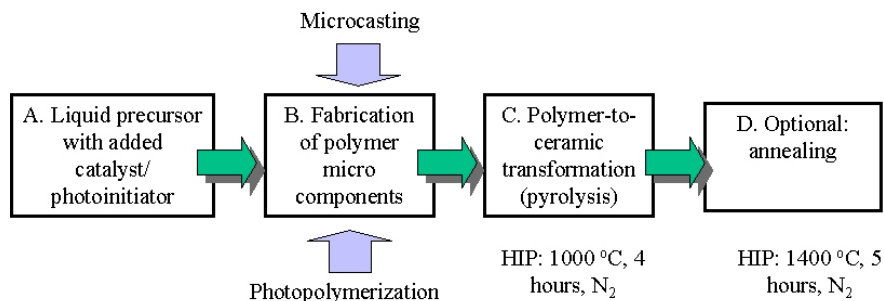 Microcasting
A. Liquid precursor
with added
catalyst/
photoinitiator
B. Fabrication
of polymer
micro
components
C. Polymer-to-
ceramic
transformation
(pyrolysis)
D. Optional:
annealing
Photopolymerization
HIP: 1000 °C, 4
hours, N₂
HIP: 1400 °C, 5
hours, N₂